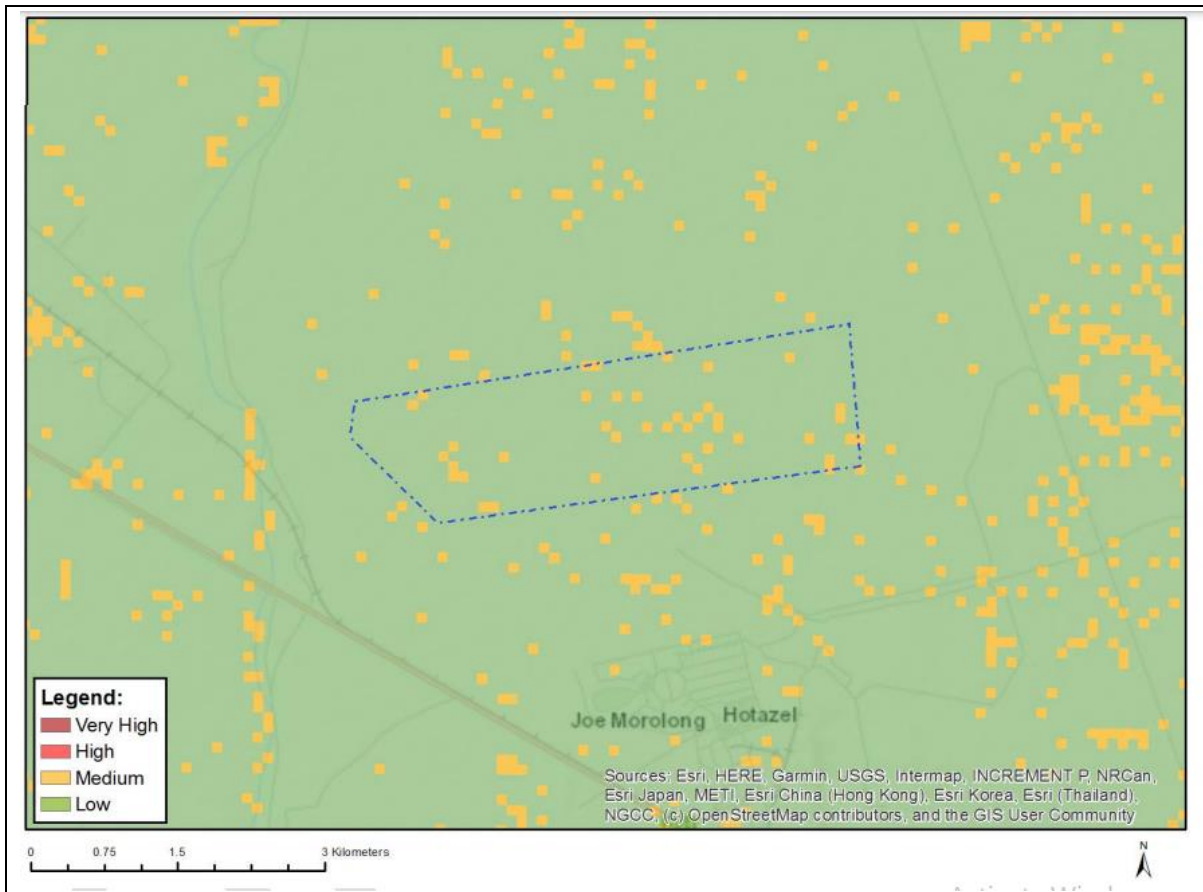 Legend:
Very High
High
Medium
Low
Joe Morolong
Hotazel
Sources: Esri, HERE, Garmin, USGS, Intermap, INCREMENT P, NRCan,
Esri Japan, METI, Esri China (Hong Kong), Esri Korea, Esri (Thailand),
NGCC, (c) OpenStreetMap contributors, and the GIS User Community
0 0.75 1.5 3 Kilometers
N